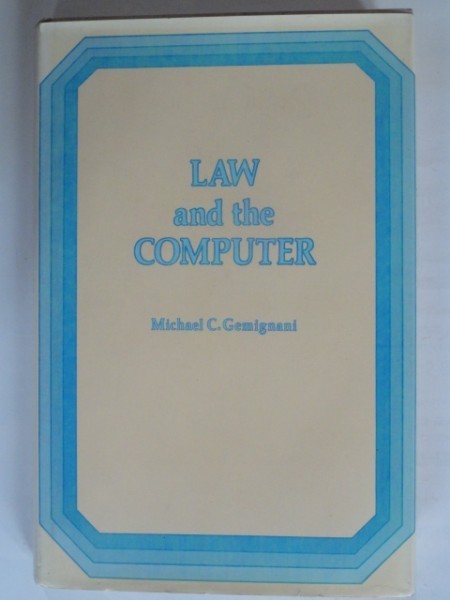 LAW
and the
COMPUTER
Michael C. Gemignani